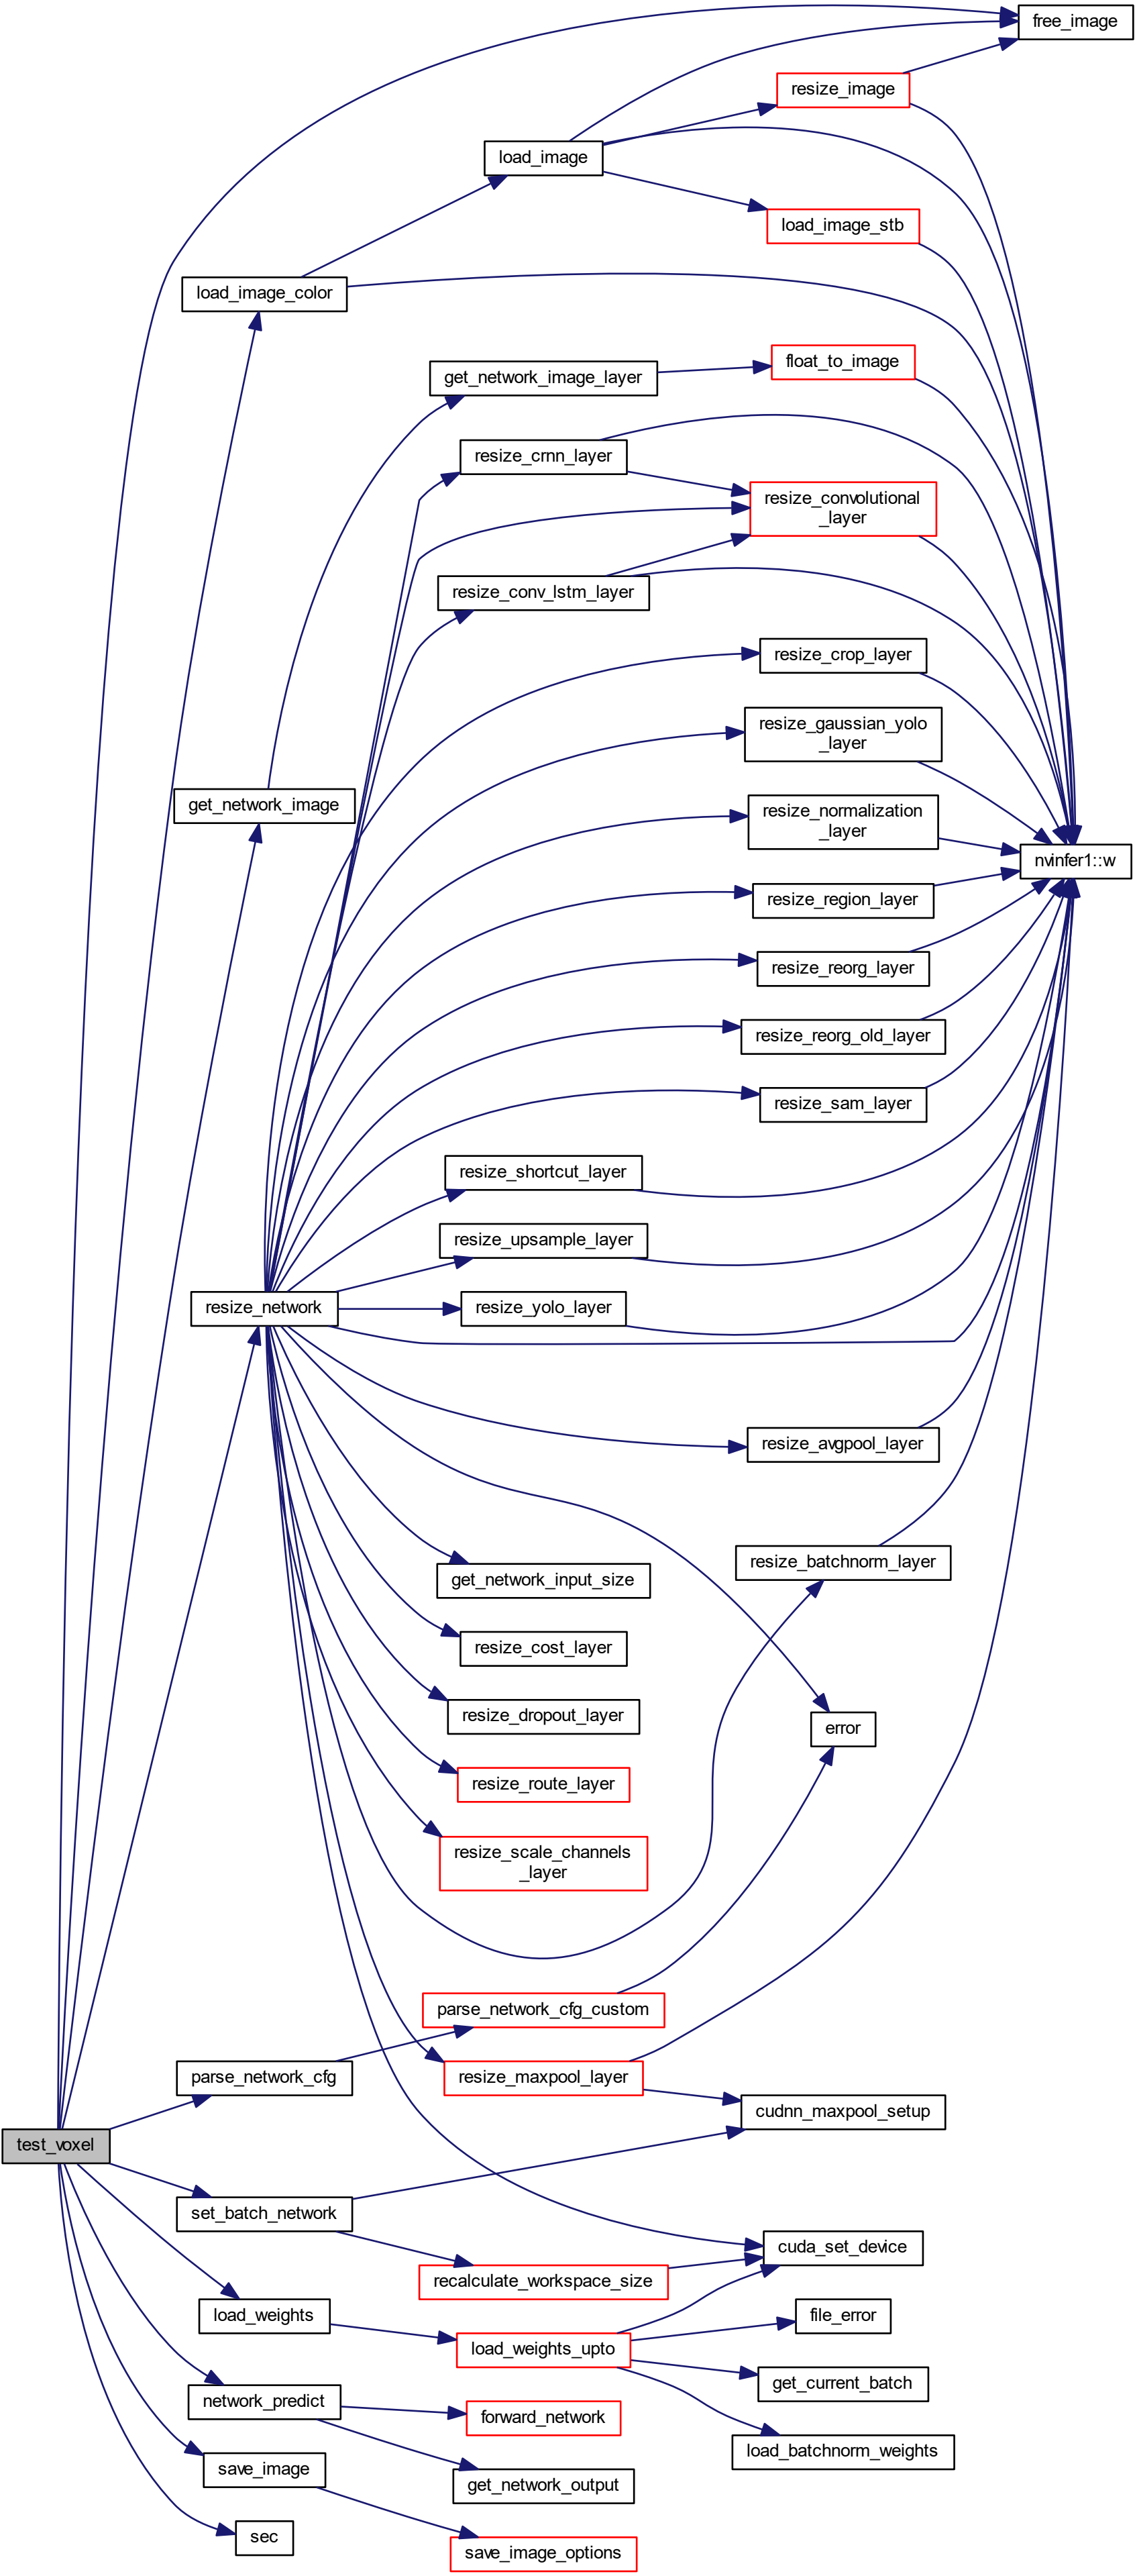 free_image
resize_image
load_image
load_image_stb
load_image_color
float_to_image
get_network_image_layer
resize_crnn_layer
resize_convolutional
_layer
resize_conv_lstm_layer
resize_crop_layer
resize_gaussian_yolo
_layer
get_network_image
resize_normalization
_layer
nvinfer1::w
resize_region_layer
resize_reorg_layer
resize_reorg_old_layer
resize_sam_layer
resize_shortcut_layer
resize_upsample_layer
resize_network
resize_yolo_layer
resize_avgpool_layer
resize_batchnorm_layer
get_network_input_size
resize_cost_layer
resize_dropout_layer
error
resize_route_layer
resize_scale_channels
_layer
parse_network_cfg_custom
parse_network_cfg
resize_maxpool_layer
cudnn_maxpool_setup
test_voxel
set_batch_network
cuda_set_device
recalculate_workspace_size
load_weights
file_error
load_weights_upto
get_current_batch
network_predict
forward_network
load_batchnorm_weights
save_image
get_network_output
sec
save_image_options